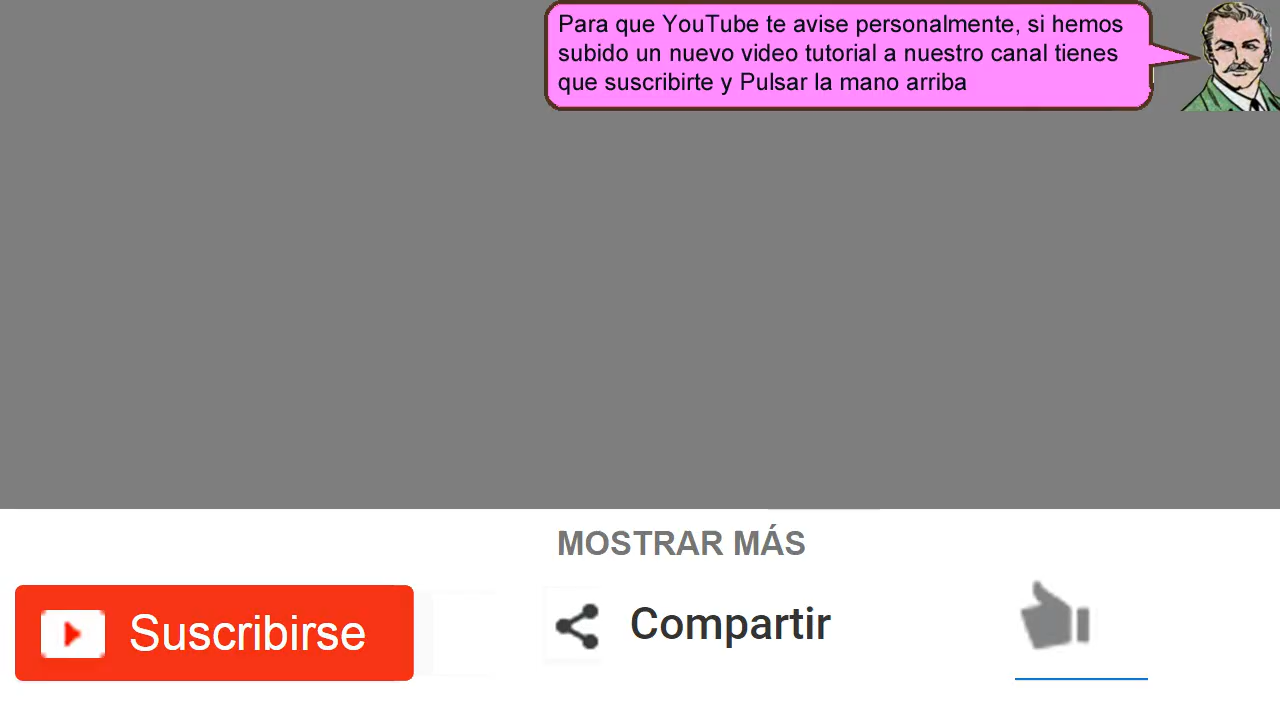 Para que YouTube te avise personalmente, si hemos
subido un nuevo video tutorial a nuestro canal tienes
que suscribirte y Pulsar la mano arriba
MOSTRAR MÁS
Suscribirse
Compartir